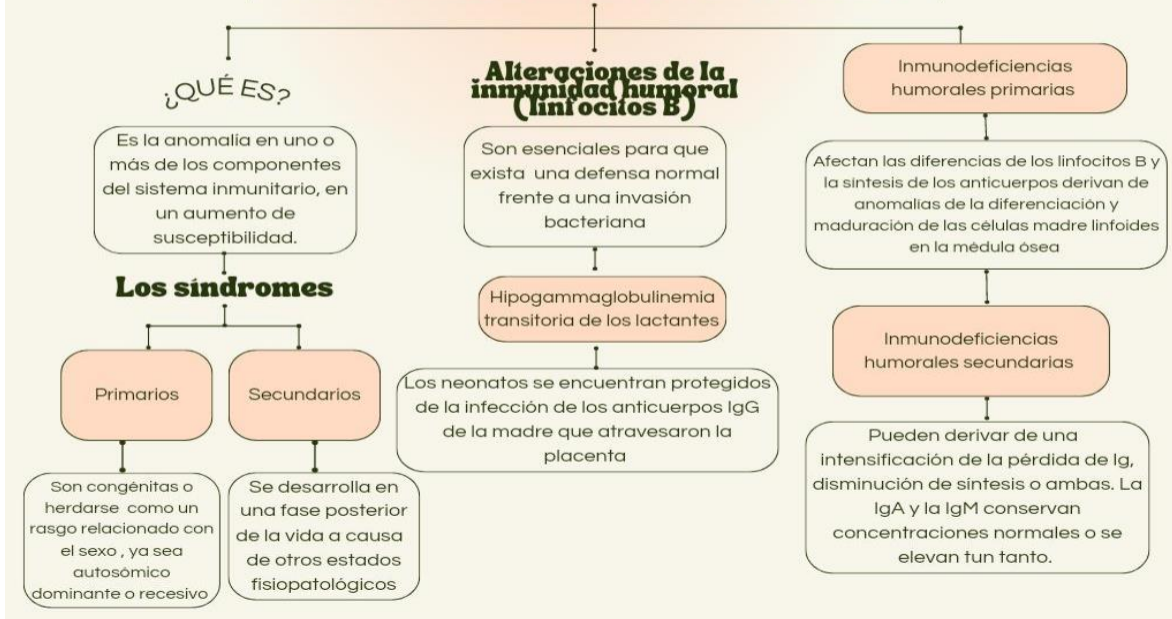 ¿QUÉ ES?
Es la anomalía en uno o
más de los componentes
del sistema inmunitario, en
un aumento de
susceptibilidad.
Los síndromes
Primarios
Son congénitas o
herdarse como un
rasgo relacionado con
el sexo , ya sea
autosómico
dominante o recesivo
Secundarios
Se desarrolla en
una fase posterior
de la vida a causa
de otros estados
fisiopatológicos
Alteraciones de la
inmunidad humoral
(linfocitos B)
Son esenciales para que
exista una defensa normal
frente a una invasión
bacteriana
Hipogammaglobulinemia
transitoria de los lactantes
Los neonatos se encuentran protegidos
de la infección de los anticuerpos IgG
de la madre que atravesaron la
placenta
Inmunodeficiencias
humorales primarias
Afectan las diferencias de los linfocitos B y
la síntesis de los anticuerpos derivan de
anomalías de la diferenciación y
maduración de las células madre linfoides
en la médula ósea
Inmunodeficiencias
humorales secundarias
Pueden derivar de una
intensificación de la pérdida de Ig,
disminución de síntesis o ambas. La
IgA y la IgM conservan
concentraciones normales o se
elevan tun tanto.